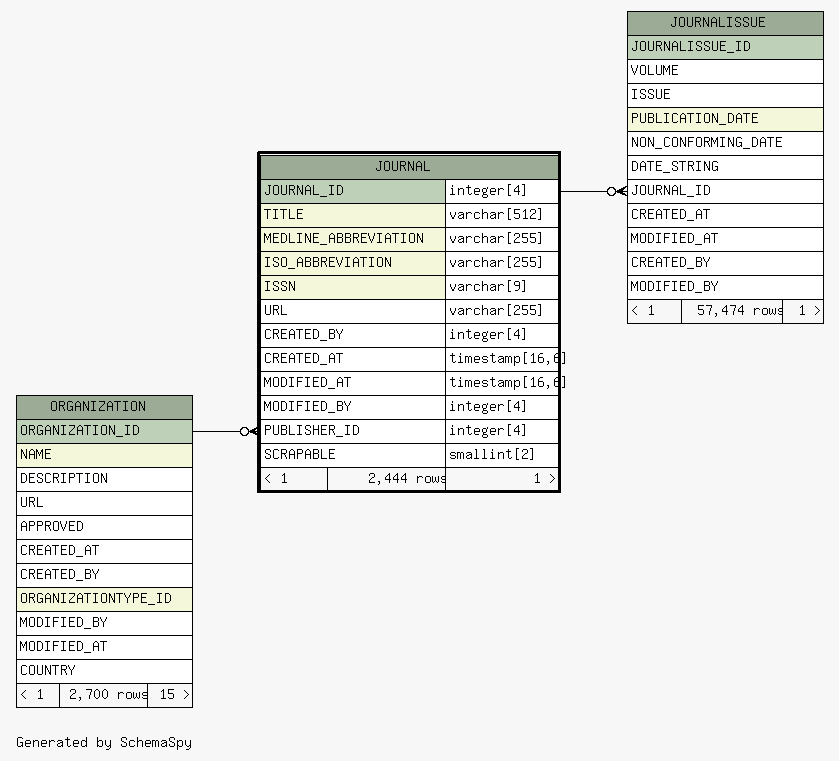 JOURNALISSUE
JOURNALISSUE_ID
VOLUME
ISSUE
PUBLICATION_DATE
NON_CONFORMING_DATE
DATE_STRING
JOURNAL_ID
CREATED_AT
MODIFIED_AT
CREATED_BY
MODIFIED_BY
< 1 57,474 rows 1 >
JOURNAL
JOURNAL_ID integer[4]
TITLE varchar[512]
MEDLINE_ABBREVIATION varchar[255]
ISO_ABBREVIATION varchar[255]
ISSN varchar[9]
URL varchar[255]
CREATED_BY integer[4]
CREATED_AT timestamp[16,6]
MODIFIED_AT timestamp[16,6]
MODIFIED_BY integer[4]
PUBLISHER_ID integer[4]
SCRAPABLE smallint[2]
< 1 2,444 rows 1 >
ORGANIZATION
ORGANIZATION_ID
NAME
DESCRIPTION
URL
APPROVED
CREATED_AT
CREATED_BY
ORGANIZATIONTYPE_ID
MODIFIED_BY
MODIFIED_AT
COUNTRY
< 1 2,700 rows 15 >
Generated by SchemaSpy